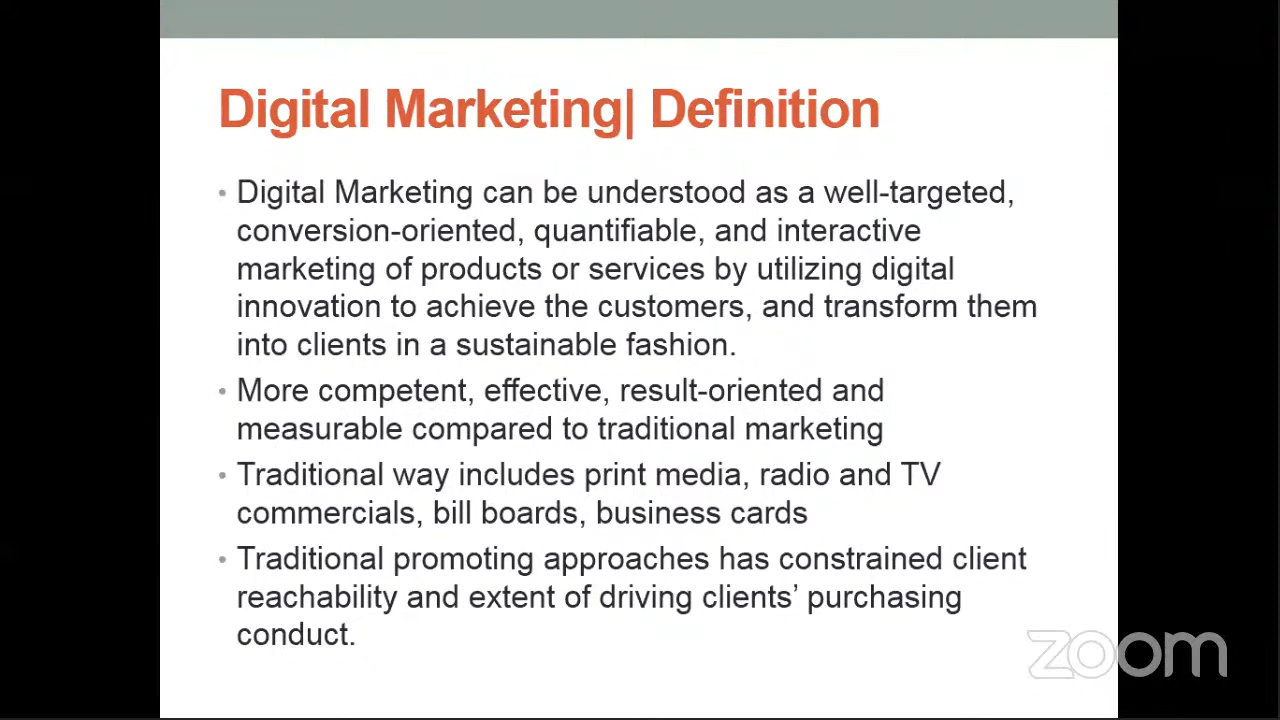 Digital Marketing| Definition
• Digital Marketing can be understood as a well-targeted,
conversion-oriented, quantifiable, and interactive
marketing of products or services by utilizing digital
innovation to achieve the customers, and transform them
into clients in a sustainable fashion.
• More competent, effective, result-oriented and
measurable compared to traditional marketing
• Traditional way includes print media, radio and TV
commercials, bill boards, business cards
• Traditional promoting approaches has constrained client
reachability and extent of driving clients’ purchasing
conduct.
zoom